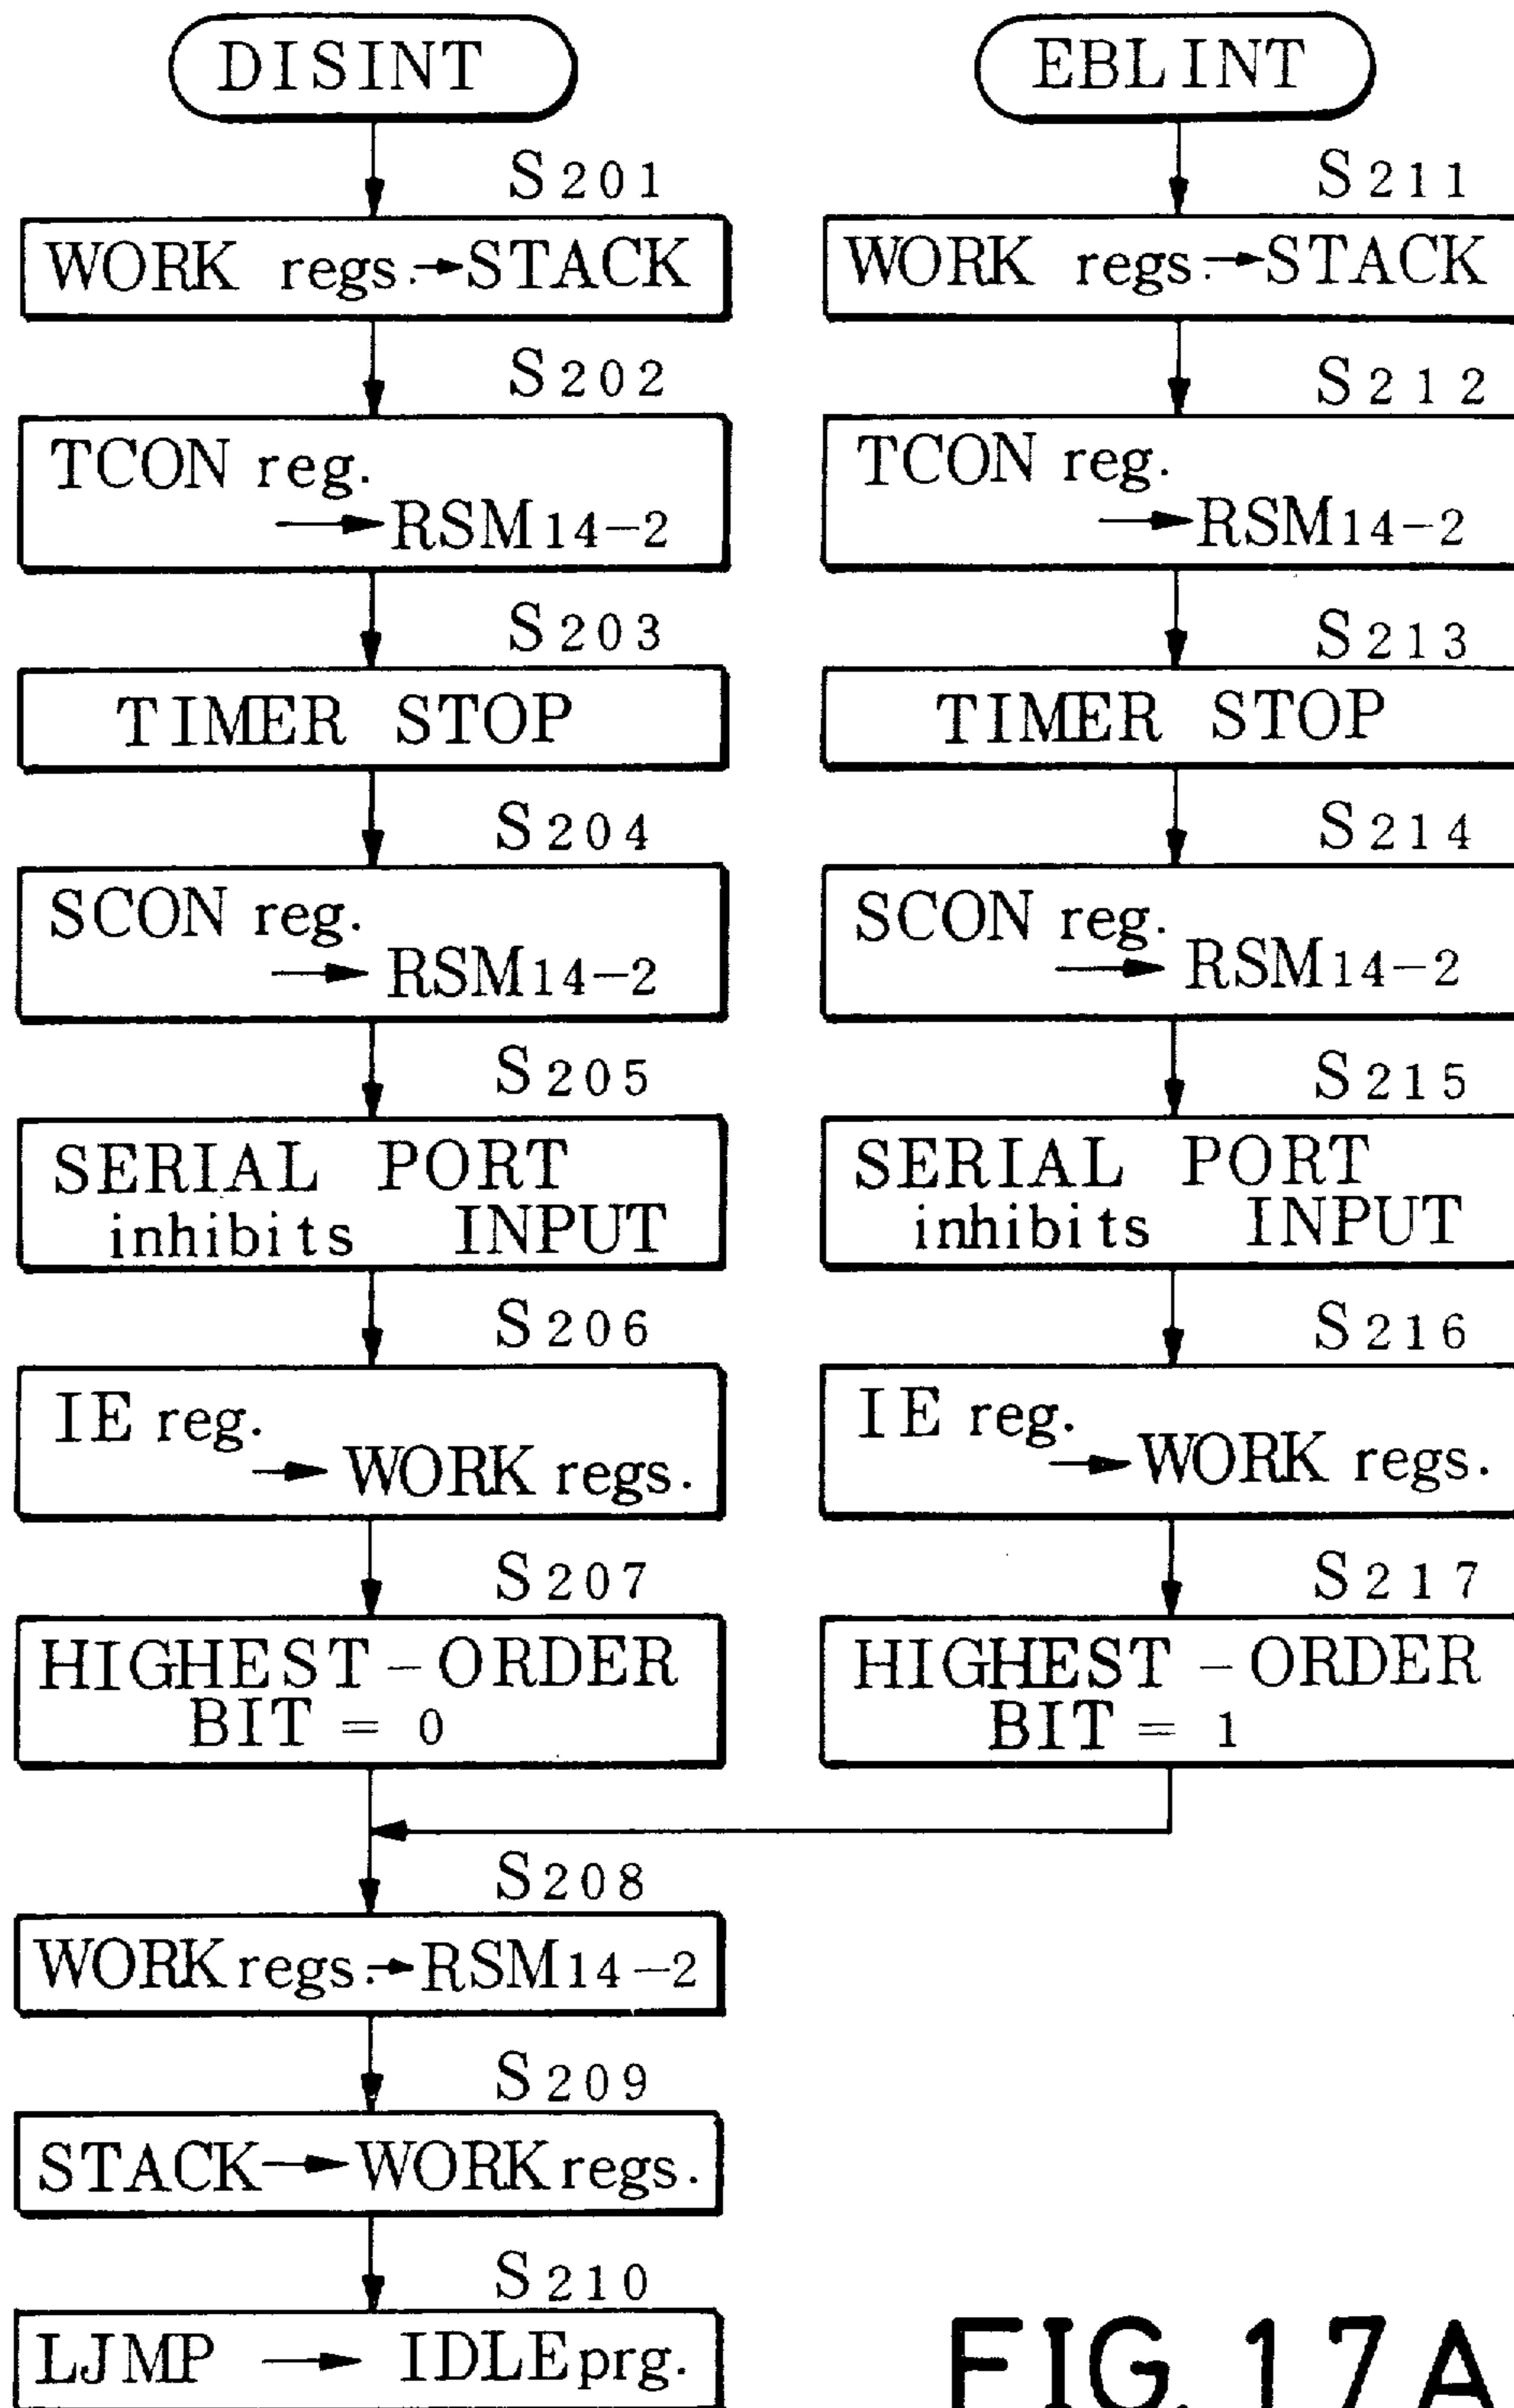 DISINT
S201
WORK regs.→STACK
S202
TCON reg.
→RSM14-2
S203
TIMER STOP
S204
SCON reg.
→RSM14-2
S205
SERIAL PORT
inhibits INPUT
S206
IE reg.
→WORK regs.
S207
HIGHEST-ORDER
BIT = 0
S208
WORK regs.→RSM14-2
S209
STACK→WORK regs.
S210
LJMP → IDLE prg.
EBLINT
S211
WORK regs.→STACK
S212
TCON reg.
→RSM14-2
S213
TIMER STOP
S214
SCON reg.
→RSM14-2
S215
SERIAL PORT
inhibits INPUT
S216
IE reg.
→WORK regs.
S217
HIGHEST-ORDER
BIT = 1
FIG. 17A